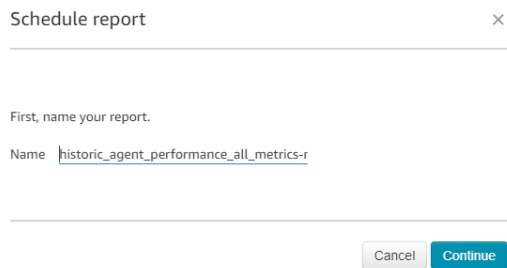 Schedule report
First, name your report.
Name historic_agent_performance_all_metrics-r
Cancel Continue